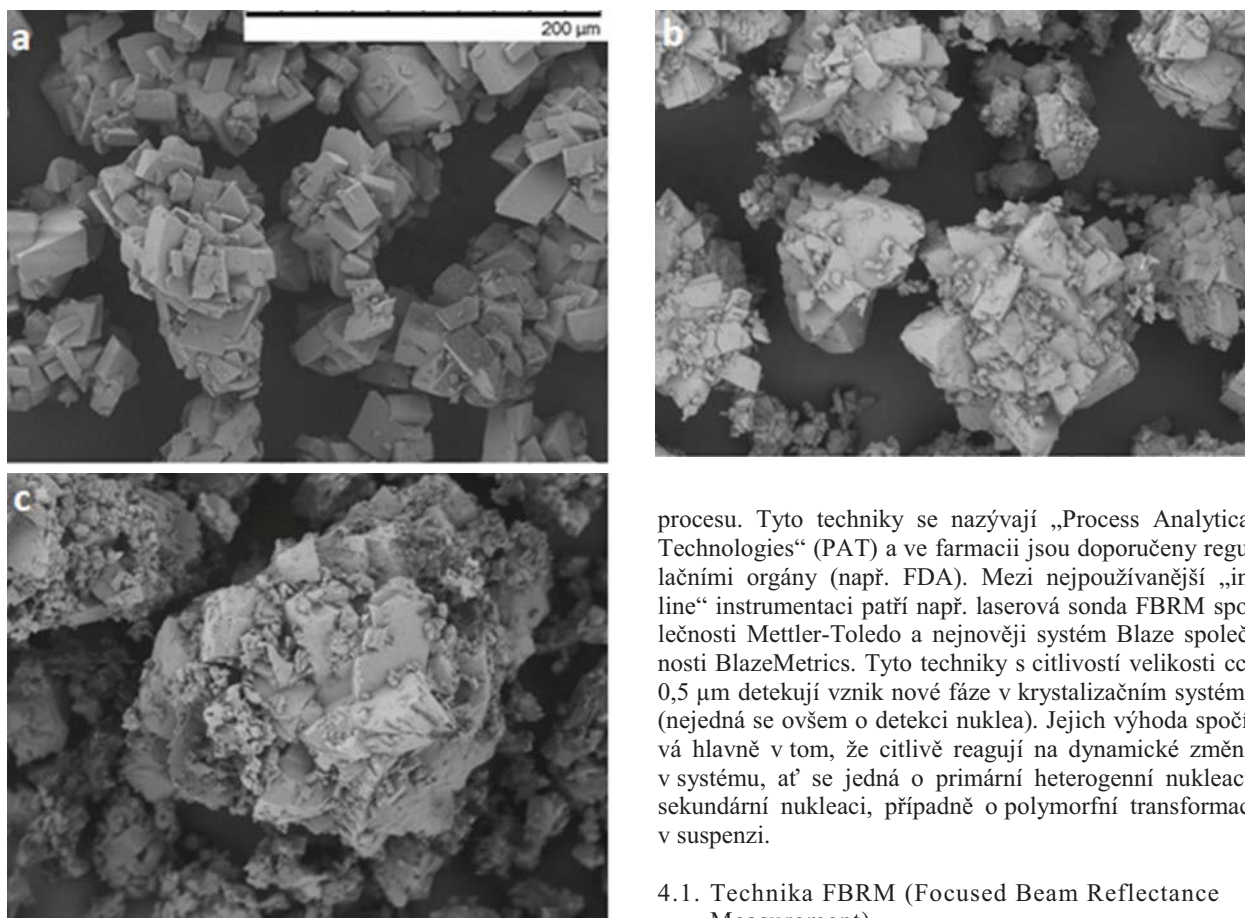 a
200 µm
b
c
procesu. Tyto techniky se nazývají „Process Analytica
Technologies“ (PAT) a ve farmacii jsou doporučeny regu
lačními orgány (např. FDA). Mezi nejpoužívanější „in
line“ instrumentaci patří např. laserová sonda FBRM spo
lečnosti Mettler-Toledo a nejnověji systém Blaze společ
nosti BlazeMetrics. Tyto techniky s citlivostí velikosti cc
0,5 µm detekují vznik nové fáze v krystalizačním systém
(nejedná se ovšem o detekci nuklea). Jejich výhoda spočí
vá hlavně v tom, že citlivě reagují na dynamické změn
v systému, ať se jedná o primární heterogenní nukleac
sekundární nukleaci, případně o polymorfní transformac
v suspenzi.
4.1. Technika FBRM (Focused Beam Reflectance
Measurement)